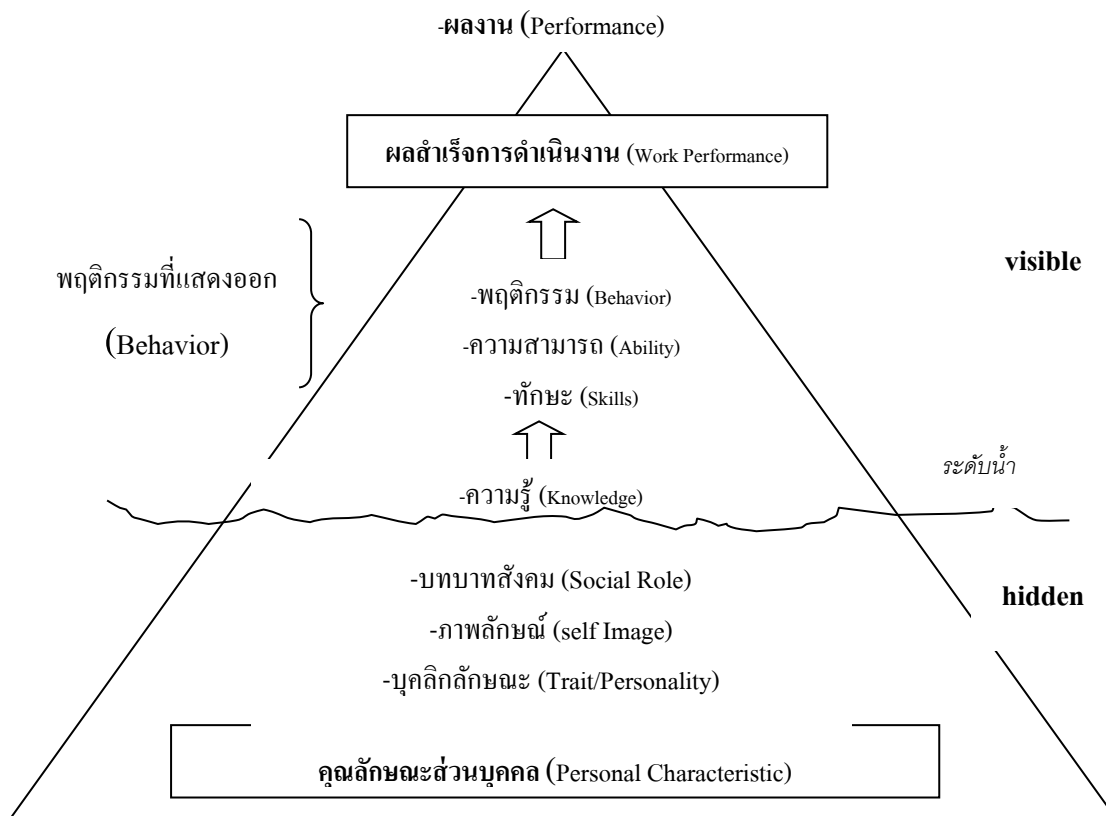 -ผลงาน (Performance)
ผลสำเร็จการดำเนินงาน (Work Performance)
visible
พฤติกรรมที่แสดงออก
(Behavior)
-พฤติกรรม (Behavior)
-ความสามารถ (Ability)
-ทักษะ (Skills)
ระดับน้ำ
-ความรู้ (Knowledge)
-บทบาทสังคม (Social Role)
hidden
-ภาพลักษณ์ (self Image)
-บุคลิกลักษณะ (Trait/Personality)
คุณลักษณะส่วนบุคคล (Personal Characteristic)